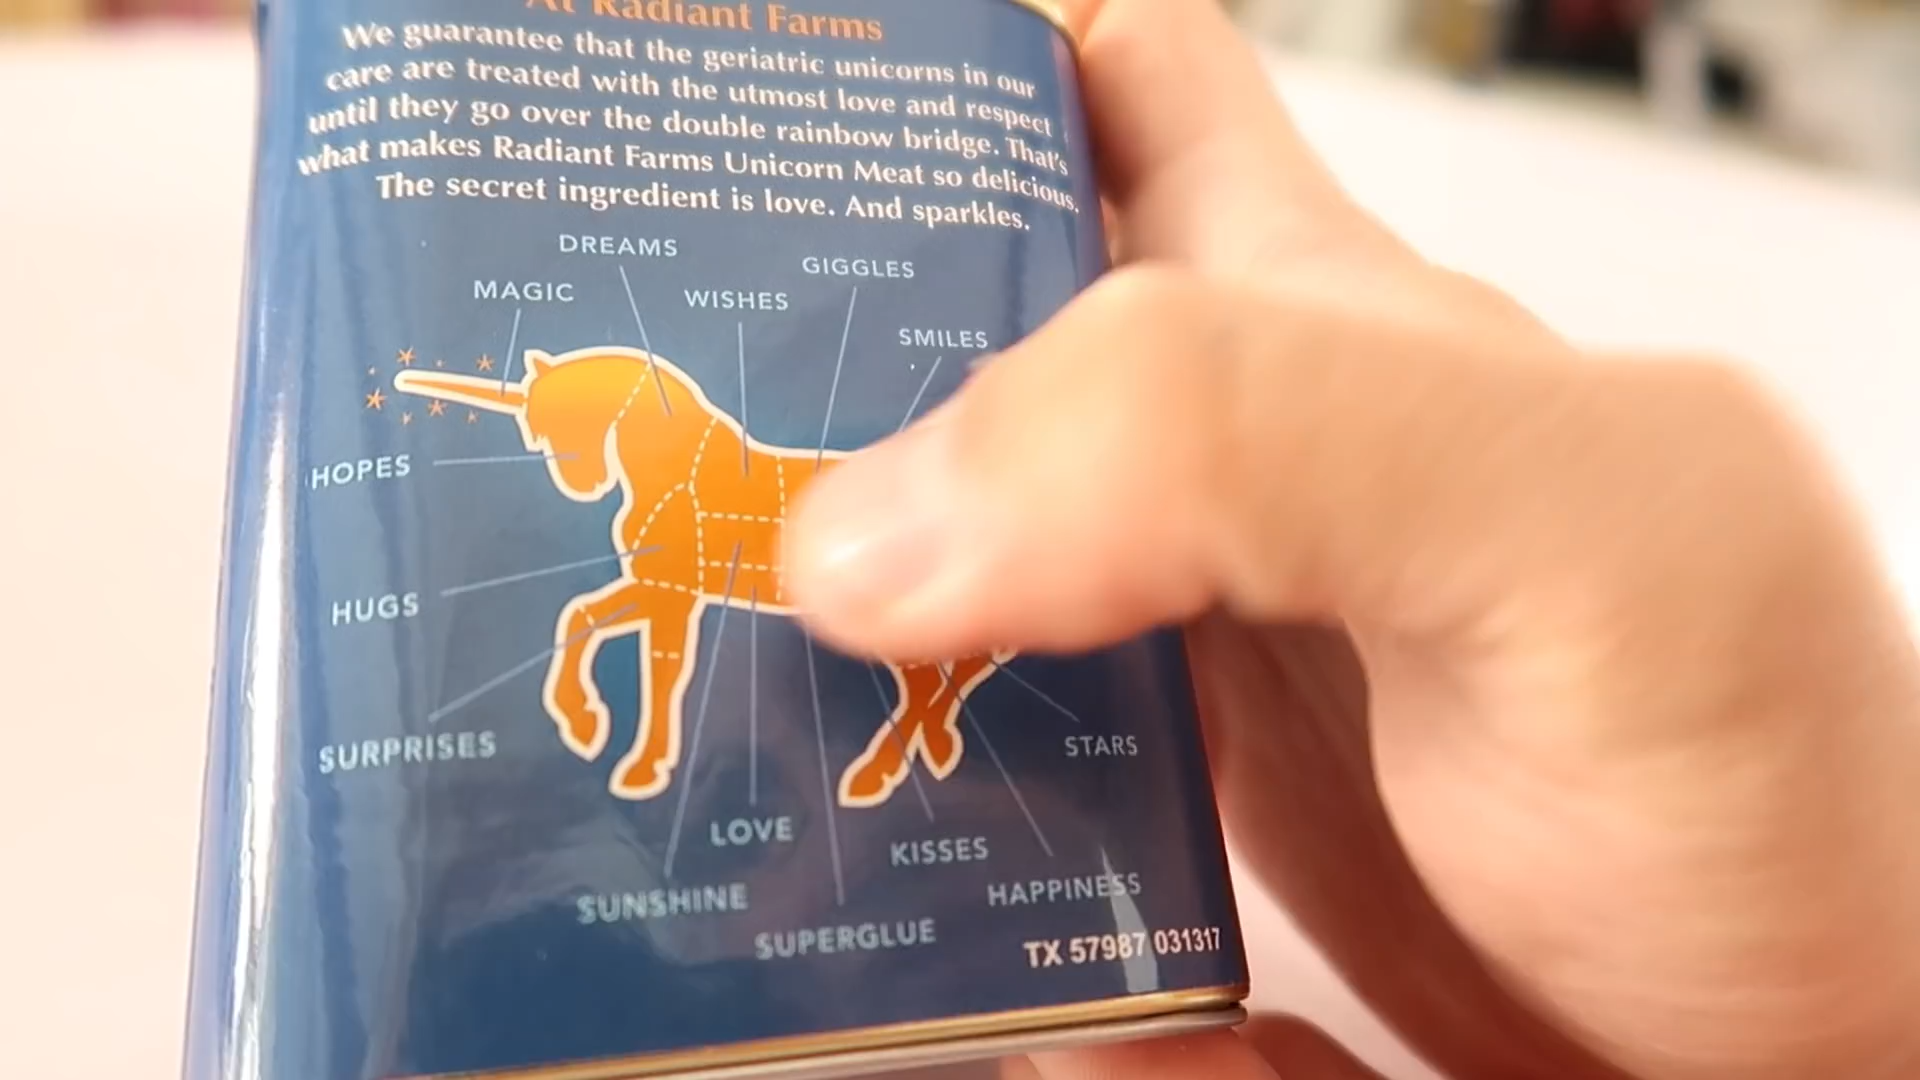 At Radiant Farms
We guarantee that the geriatric unicorns in our
care are treated with the utmost love and respect
until they go over the double rainbow bridge. That's
what makes Radiant Farms Unicorn Meat so delicious.
The secret ingredient is love. And sparkles.
DREAMS
GIGGLES
MAGIC
WISHES
SMILES
HOPES
HUGS
SURPRISES
STARS
LOVE
KISSES
SUNSHINE
HAPPINESS
SUPERGLUE
TX 57987 031317